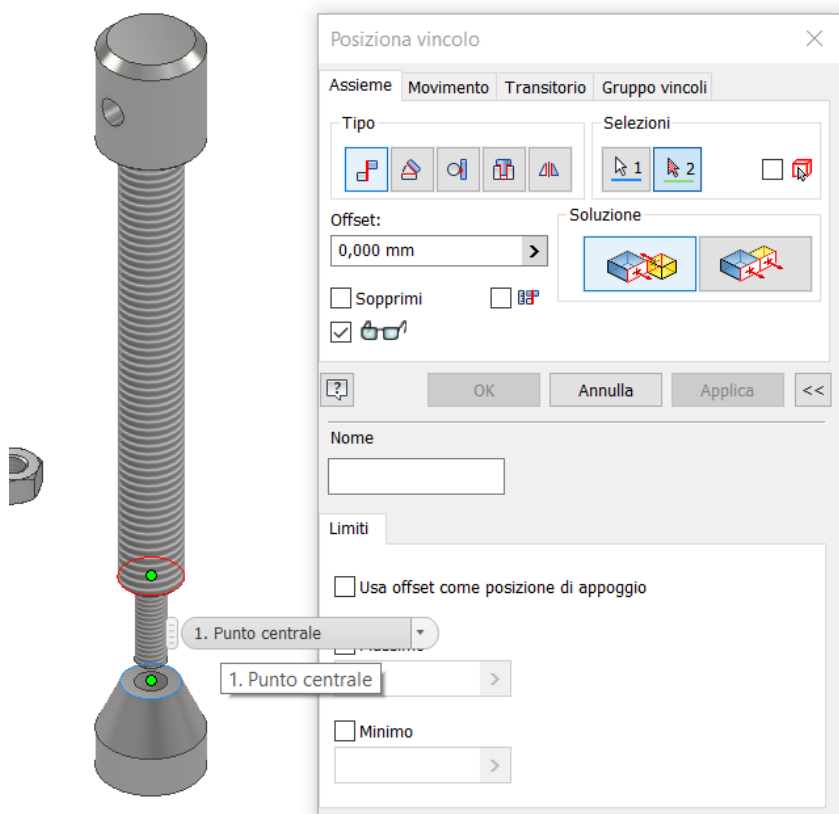 Posiziona vincolo
Assieme Movimento Transitorio Gruppo vincoli
Tipo
Selezioni
1
2
Offset:
Soluzione
0,000 mm
Sopprimi
?
OK
Annulla
Applica
<<
Nome
Limiti
Usa offset come posizione di appoggio
1. Punto centrale
1. Punto centrale
Minimo